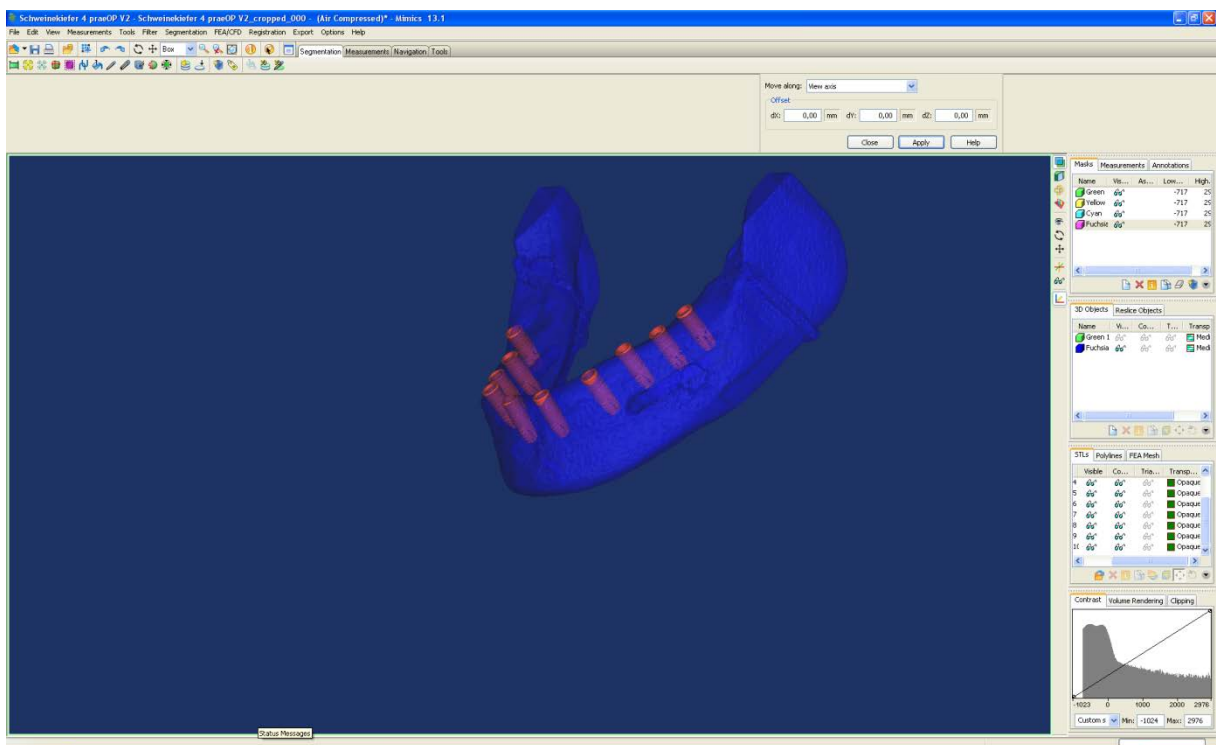 Schweinekiefer 4 praeOP V2 - Schweinekiefer 4 praeOP V2_cropped_000 - (Air Compressed)* - Mimics 13.1
File Edit View Measurements Tools Filter Segmentation FEA/CFD Registration Export Options Help
Box Segmentation Measurements Navigation Tools
Move along: View axis
Offset
dX: 0,00 mm dY: 0,00 mm dZ: 0,00 mm
Close Apply Help
Masks Measurements Annotations
Name Vis... As... Low... High.
Green -717 29
Yellow -717 29
Cyan -717 29
Fuchsia -717 29
3D Objects Reslice Objects
Name Vi... Co... T... Transp
Green 1 Medi
Fuchsia Medi
STLs Polylines FEA Mesh
Visible Co... Tria... Transp...
4 Opaque
5 Opaque
6 Opaque
7 Opaque
8 Opaque
9 Opaque
10 Opaque
Contrast Volume Rendering Clipping
-1023 0 1000 2000 2976
Custom s Min: -1024 Max: 2976
Status Messages